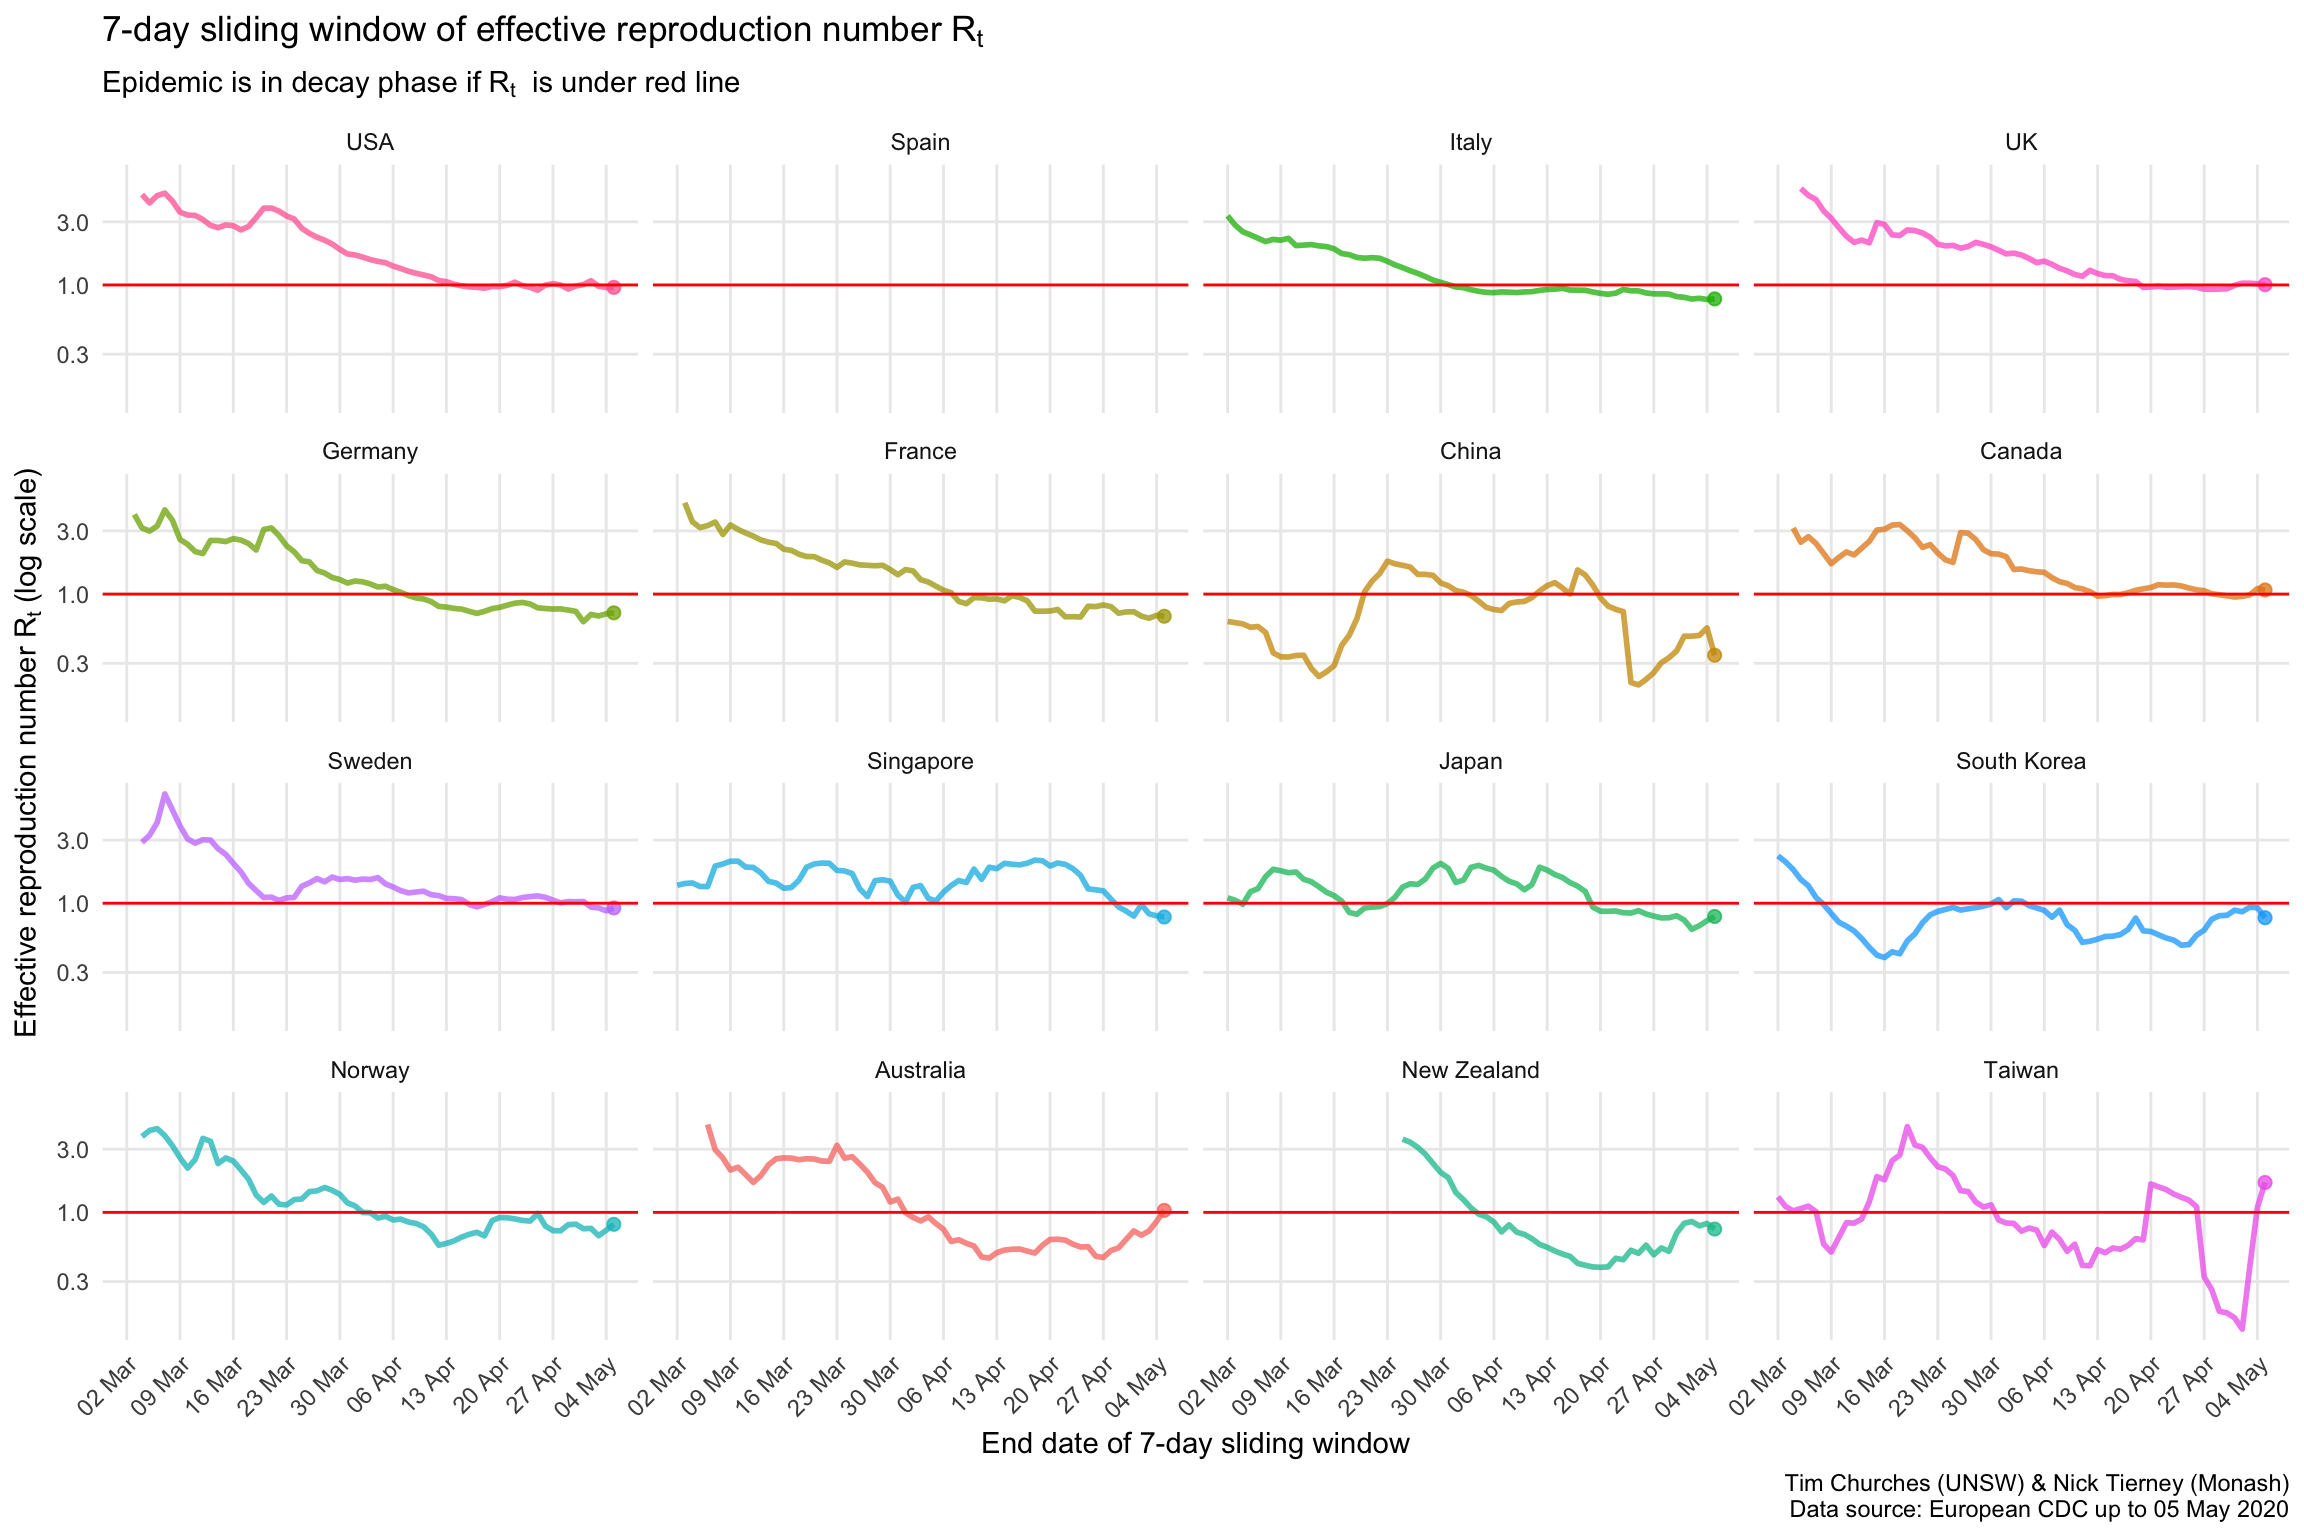 7-day sliding window of effective reproduction number Rt
Epidemic is in decay phase if Rt is under red line
USA
Spain
Italy
UK
3.0
1.0
0.3
Germany
France
China
Canada
3.0
1.0
0.3
Effective reproduction number Rt (log scale)
Sweden
Singapore
Japan
South Korea
3.0
1.0
0.3
Norway
Australia
New Zealand
Taiwan
3.0
1.0
0.3
02 Mar 09 Mar 16 Mar 23 Mar 30 Mar 06 Apr 13 Apr 20 Apr 27 Apr 04 May
02 Mar 09 Mar 16 Mar 23 Mar 30 Mar 06 Apr 13 Apr 20 Apr 27 Apr 04 May
02 Mar 09 Mar 16 Mar 23 Mar 30 Mar 06 Apr 13 Apr 20 Apr 27 Apr 04 May
02 Mar 09 Mar 16 Mar 23 Mar 30 Mar 06 Apr 13 Apr 20 Apr 27 Apr 04 May
End date of 7-day sliding window
Tim Churches (UNSW) & Nick Tierney (Monash)
Data source: European CDC up to 05 May 2020